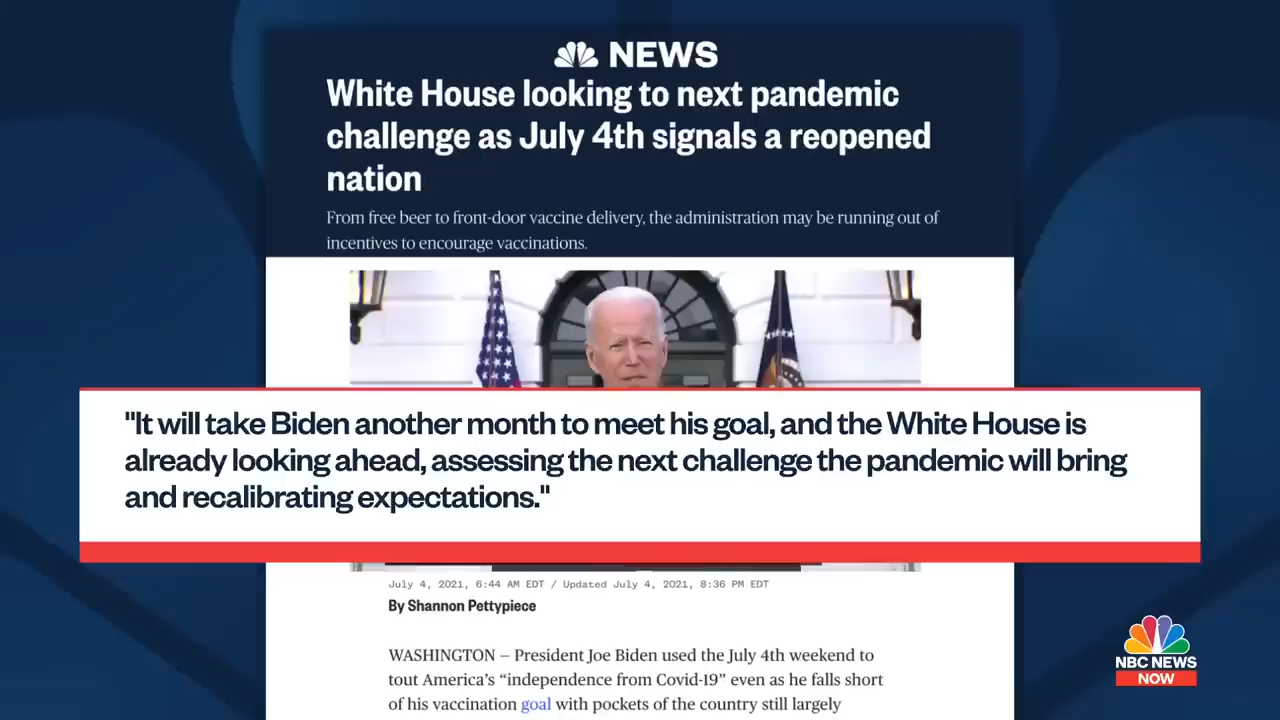 NEWS
White House looking to next pandemic
challenge as July 4th signals a reopened
nation
From free beer to front-door vaccine delivery, the administration may be running out of
incentives to encourage vaccinations.
"It will take Biden another month to meet his goal, and the White House is
already looking ahead, assessing the next challenge the pandemic will bring
and recalibrating expectations."
July 4, 2021, 6:44 AM EDT / Updated July 4, 2021, 8:36 PM EDT
By Shannon Pettypiece
WASHINGTON — President Joe Biden used the July 4th weekend to
tout America's “independence from Covid-19” even as he falls short
of his vaccination goal with pockets of the country still largely
NBC NEWS
NOW